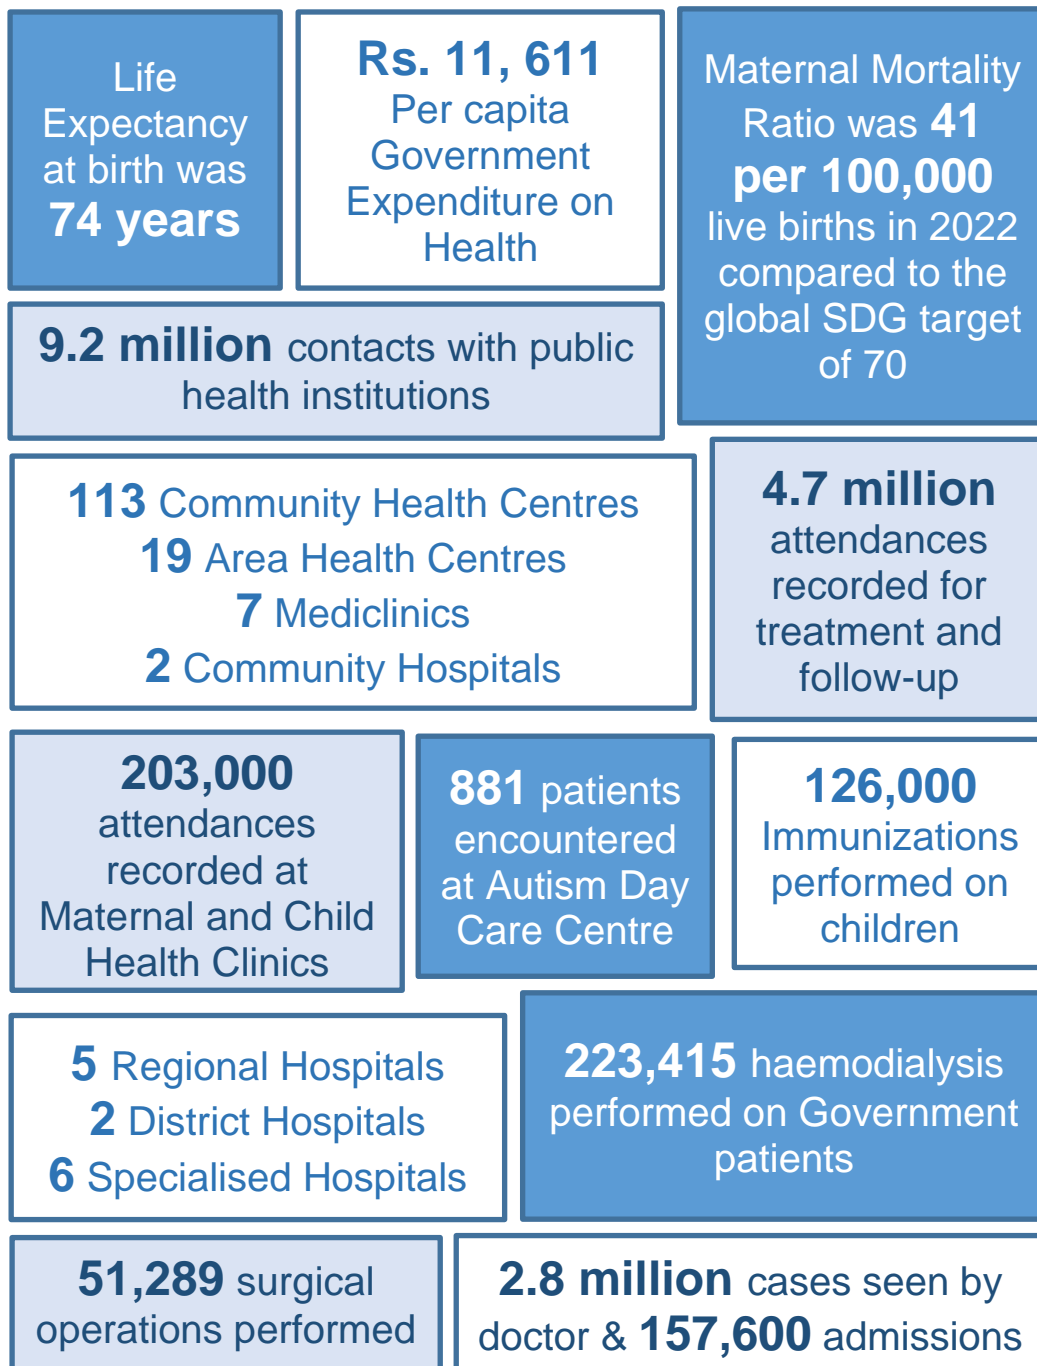 Life
Expectancy
at birth was
74 years
Rs. 11, 611
Per capita
Government
Expenditure on
Health
Maternal Mortality
Ratio was 41
per 100,000
live births in 2022
compared to the
global SDG target
of 70
9.2 million contacts with public
health institutions
113 Community Health Centres
19 Area Health Centres
7 Mediclinics
2 Community Hospitals
4.7 million
attendances
recorded for
treatment and
follow-up
203,000
attendances
recorded at
Maternal and Child
Health Clinics
881 patients
encountered
at Autism Day
Care Centre
126,000
Immunizations
performed on
children
5 Regional Hospitals
2 District Hospitals
6 Specialised Hospitals
223,415 haemodialysis
performed on Government
patients
51,289 surgical
operations performed
2.8 million cases seen by
doctor & 157,600 admissions